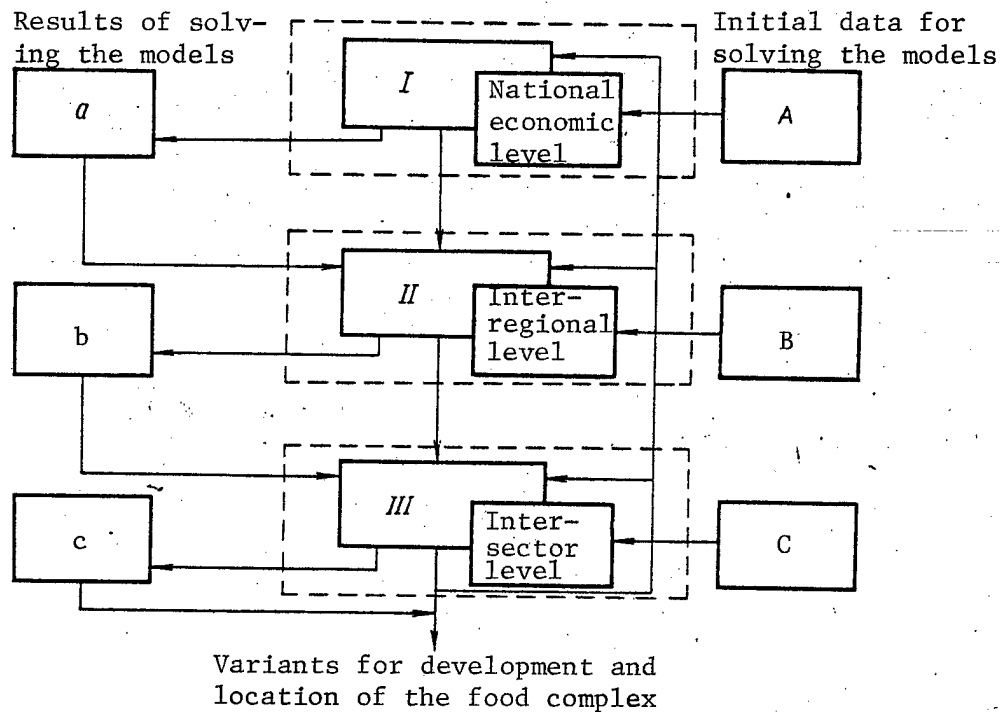 Results of solv-
ing the models
Initial data for
solving the models
a
I
National
economic
level
A
b
II
Inter-
regional
level
B
c
III
Inter-
sector
level
C
Variants for development and
location of the food complex